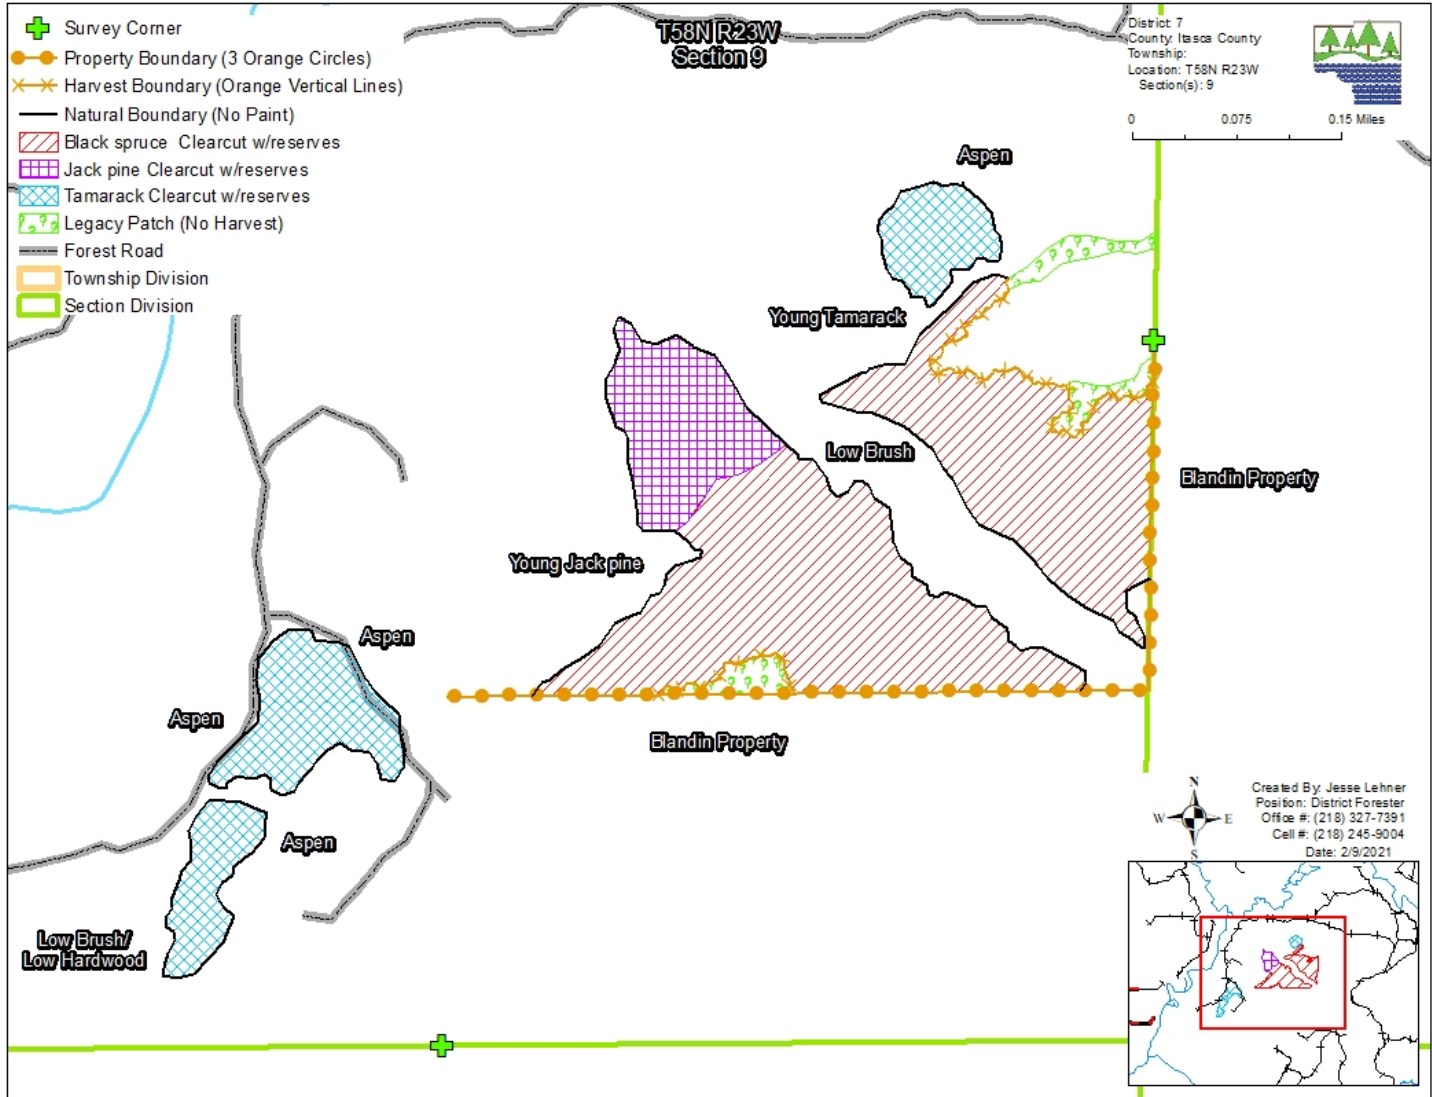 Survey Corner
Property Boundary (3 Orange Circles)
Harvest Boundary (Orange Vertical Lines)
Natural Boundary (No Paint)
Black spruce Clearcut w/reserves
Jack pine Clearcut w/reserves
Tamarack Clearcut w/reserves
Legacy Patch (No Harvest)
Forest Road
Township Division
Section Division
T58N R23W
Section 9
District: 7
County: Itasca County
Township:
Location: T58N R23W
Section(s): 9
0 0.075 0.15 Miles
Aspen
Young Tamarack
Low Brush
Blandin Property
Young Jack pine
Aspen
Aspen
Blandin Property
Aspen
Low Brush/
Low Hardwood
N
W E
S
Created By: Jesse Lehner
Position: District Forester
Office #: (218) 327-7391
Cell #: (218) 245-9004
Date: 2/9/2021